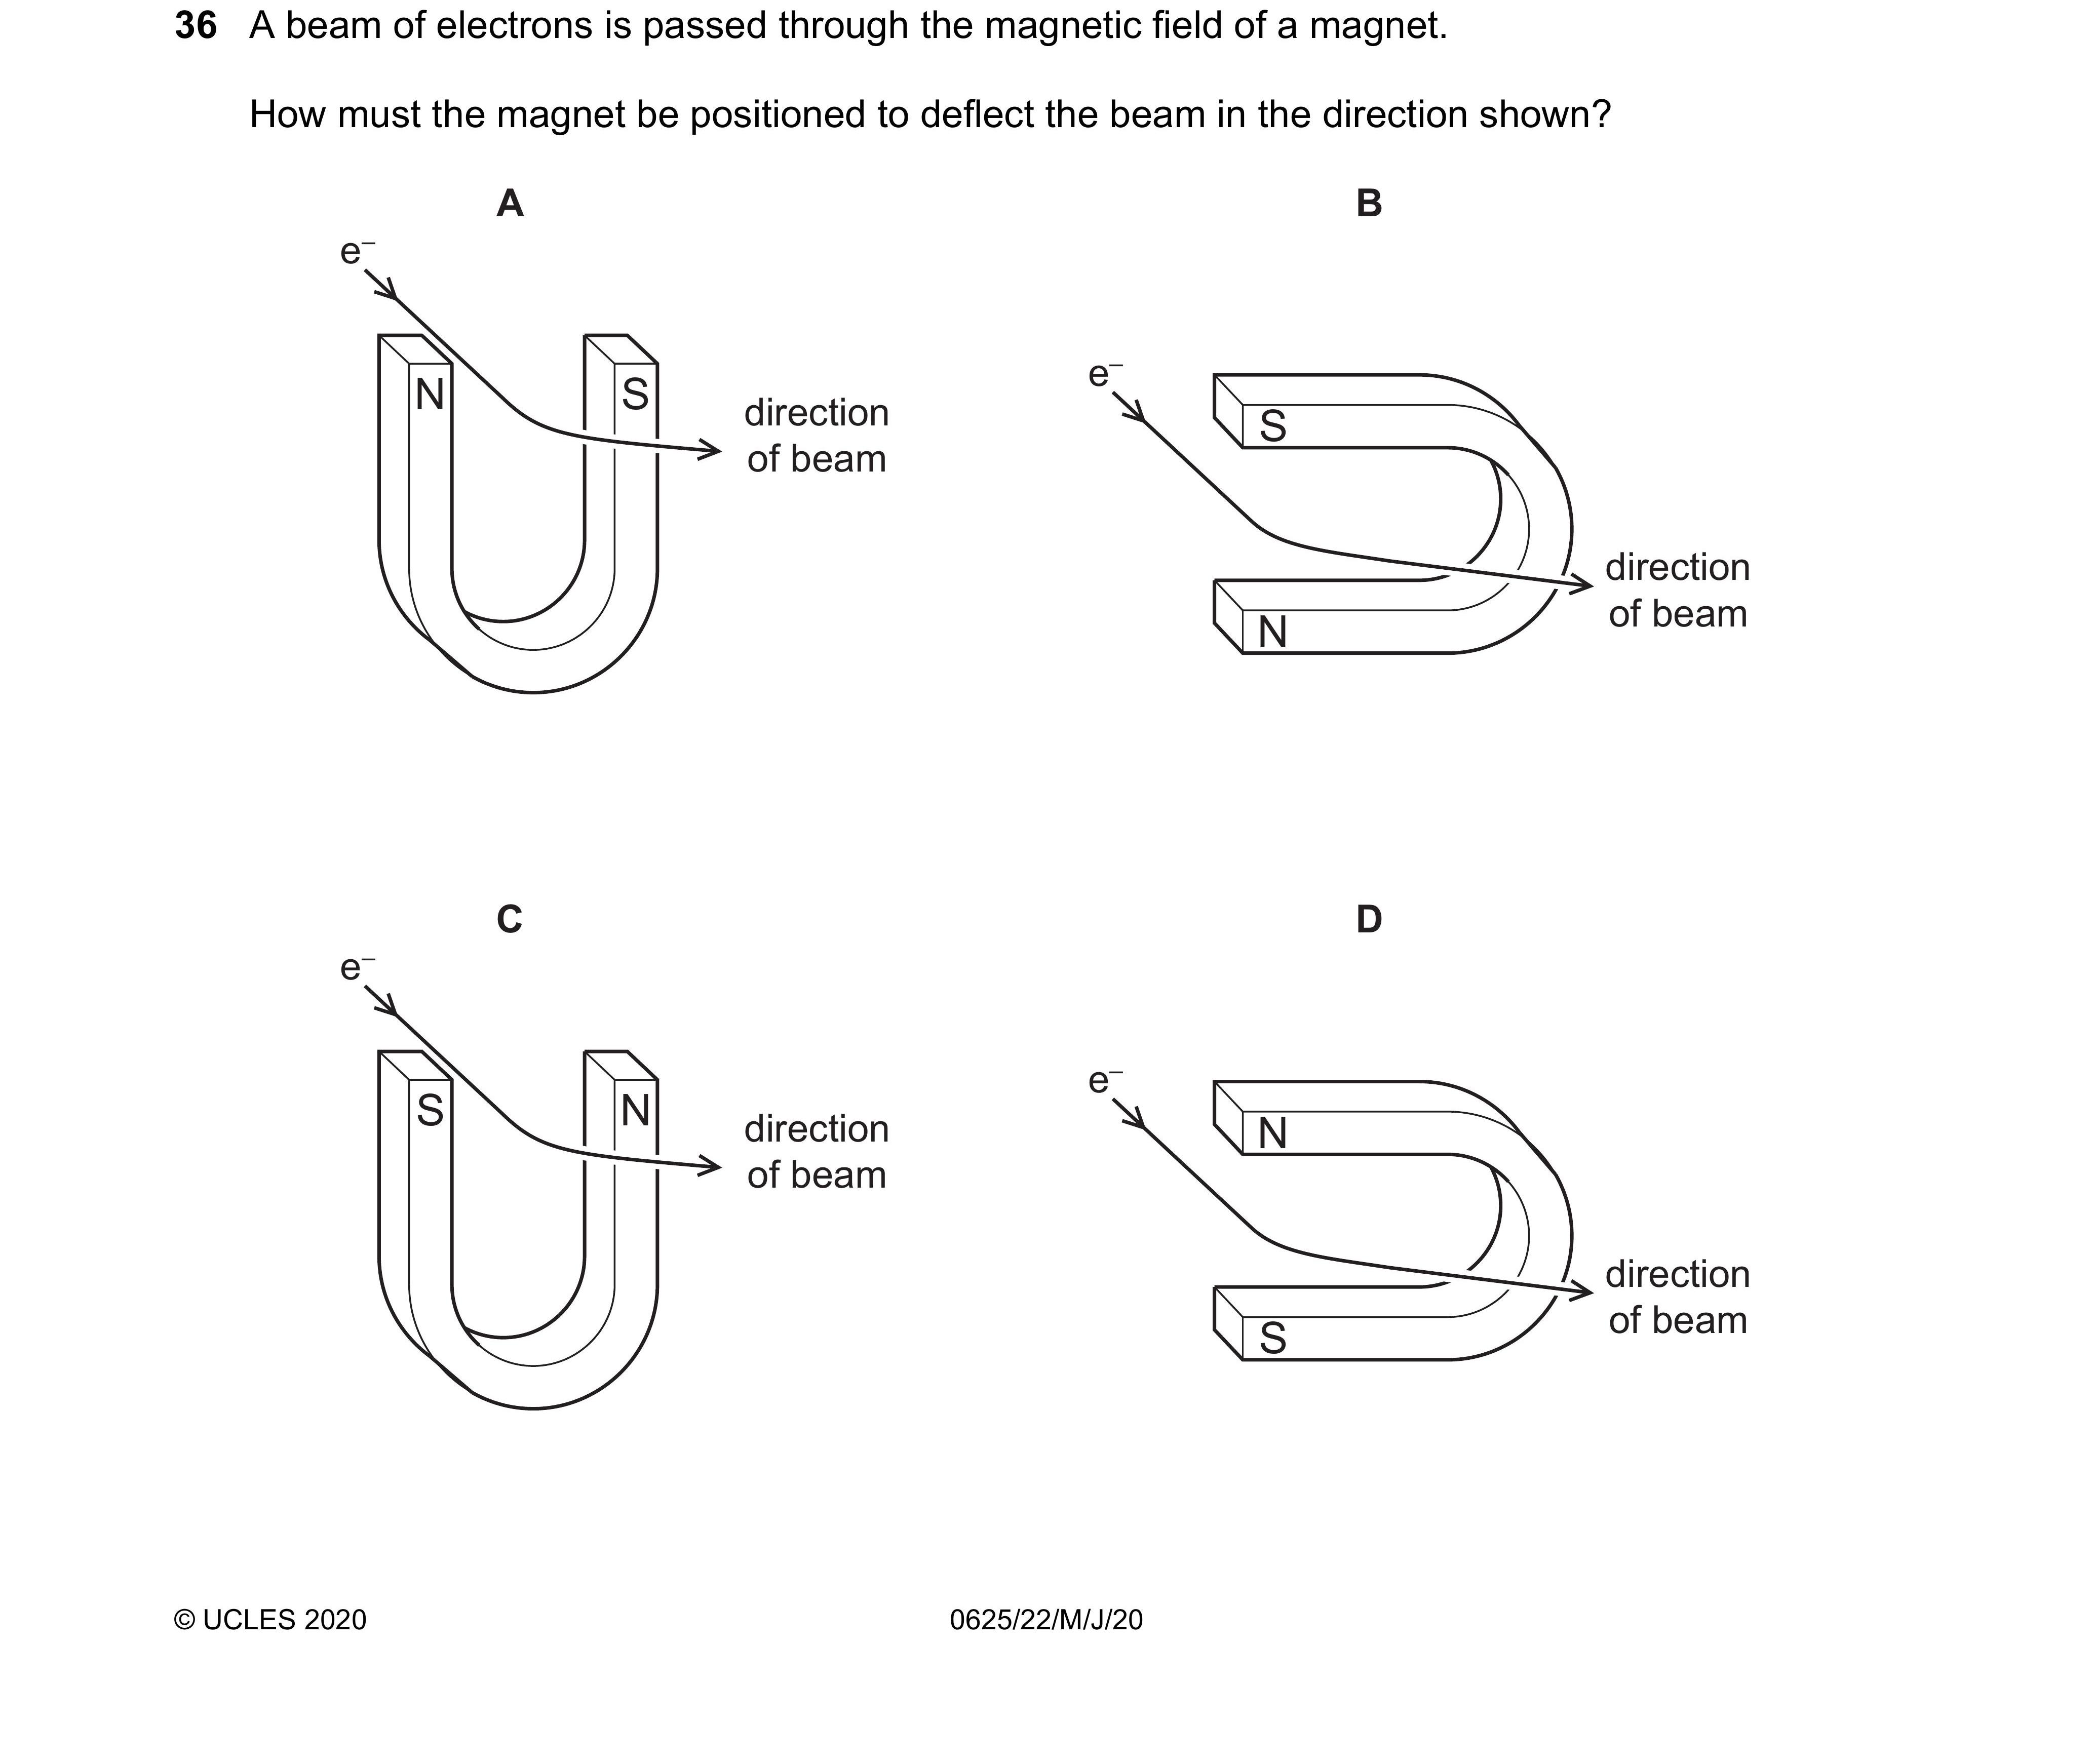 36 A beam of electrons is passed through the magnetic field of a magnet.
How must the magnet be positioned to deflect the beam in the direction shown?
A
e–
N
S
direction
of beam
B
e–
S
N
direction
of beam
C
e–
S
N
direction
of beam
D
e–
N
S
direction
of beam
© UCLES 2020
0625/22/M/J/20